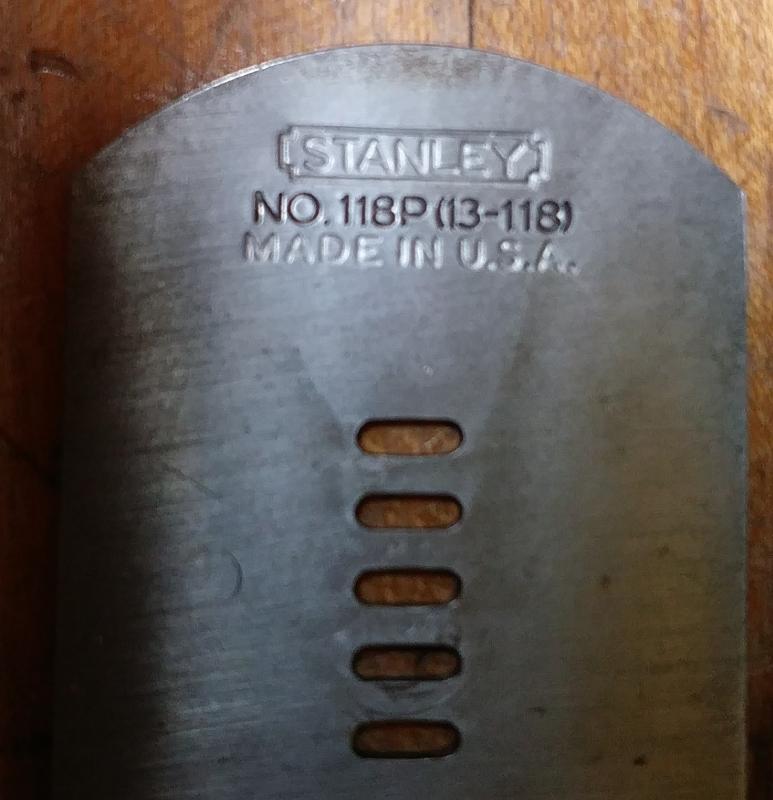 STANLEY
NO. 118P (13-118)
MADE IN U.S.A.